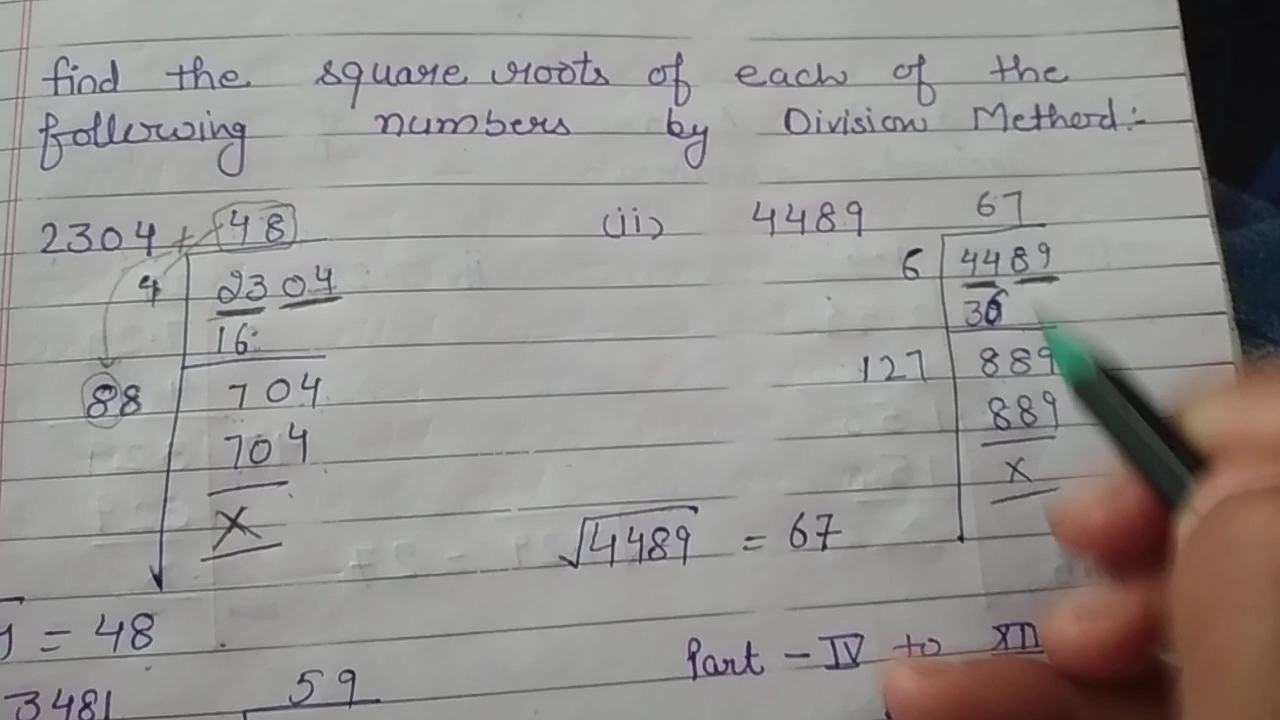 find the square roots of each of the
following numbers by Division Metherd:-
2304 + 48
4 2304
16
88 704
704
X
(ii) 4489 67
6 4489
36
127 889
889
X
√4489 = 67
= 48
Part - IV to XII
3481 59